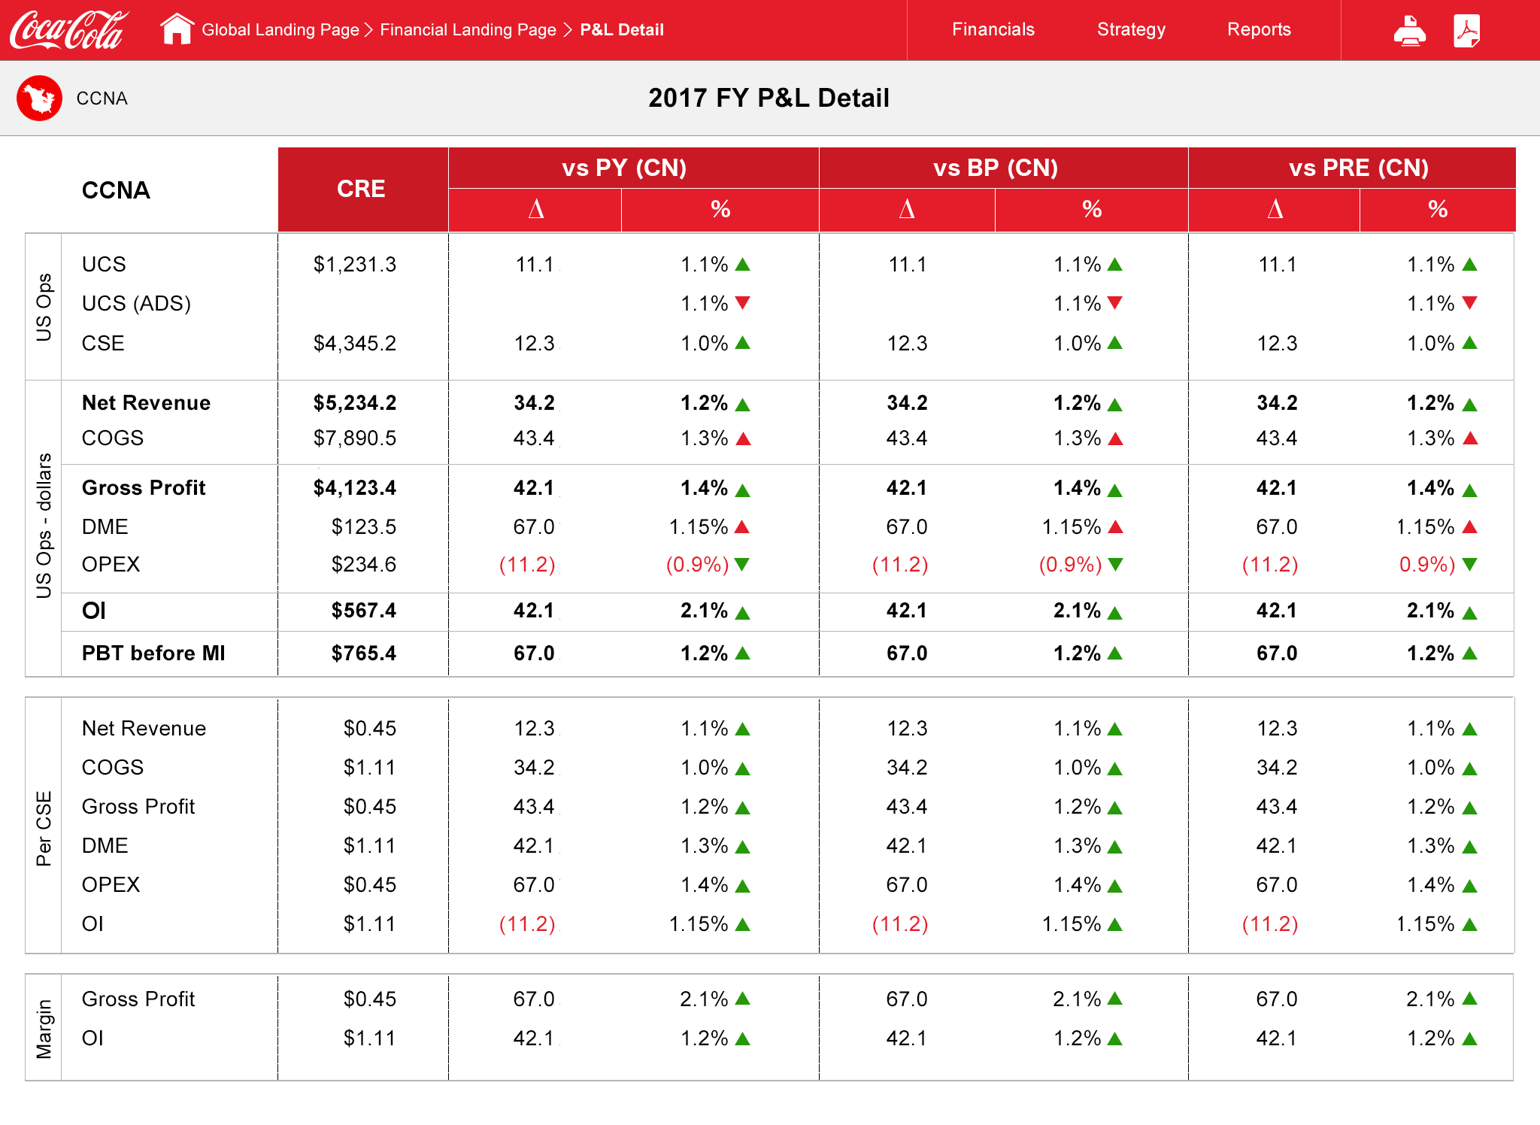 Coca-Cola Global Landing Page Financial Landing Page P&L Detail Financials Strategy Reports
CCNA 2017 FY P&L Detail
CCNA CRE vs PY (CN) vs BP (CN) vs PRE (CN)
Δ % Δ % Δ %
US Ops
UCS $1,231.3 11.1 1.1% 11.1 1.1% 11.1 1.1%
UCS (ADS) 1.1% 1.1% 1.1%
CSE $4,345.2 12.3 1.0% 12.3 1.0% 12.3 1.0%
US Ops - dollars
Net Revenue $5,234.2 34.2 1.2% 34.2 1.2% 34.2 1.2%
COGS $7,890.5 43.4 1.3% 43.4 1.3% 43.4 1.3%
Gross Profit $4,123.4 42.1 1.4% 42.1 1.4% 42.1 1.4%
DME $123.5 67.0 1.15% 67.0 1.15% 67.0 1.15%
OPEX $234.6 (11.2) (0.9%) (11.2) (0.9%) (11.2) 0.9%)
OI $567.4 42.1 2.1% 42.1 2.1% 42.1 2.1%
PBT before MI $765.4 67.0 1.2% 67.0 1.2% 67.0 1.2%
Per CSE
Net Revenue $0.45 12.3 1.1% 12.3 1.1% 12.3 1.1%
COGS $1.11 34.2 1.0% 34.2 1.0% 34.2 1.0%
Gross Profit $0.45 43.4 1.2% 43.4 1.2% 43.4 1.2%
DME $1.11 42.1 1.3% 42.1 1.3% 42.1 1.3%
OPEX $0.45 67.0 1.4% 67.0 1.4% 67.0 1.4%
OI $1.11 (11.2) 1.15% (11.2) 1.15% (11.2) 1.15%
Margin
Gross Profit $0.45 67.0 2.1% 67.0 2.1% 67.0 2.1%
OI $1.11 42.1 1.2% 42.1 1.2% 42.1 1.2%